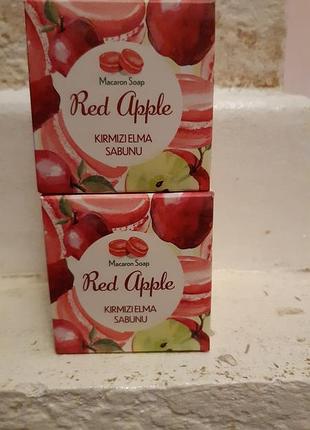 Macaron Soap
Red Apple
KIRMIZI ELMA
SABUNU
Macaron Soap
Red Apple
KIRMIZI ELMA
SABUNU